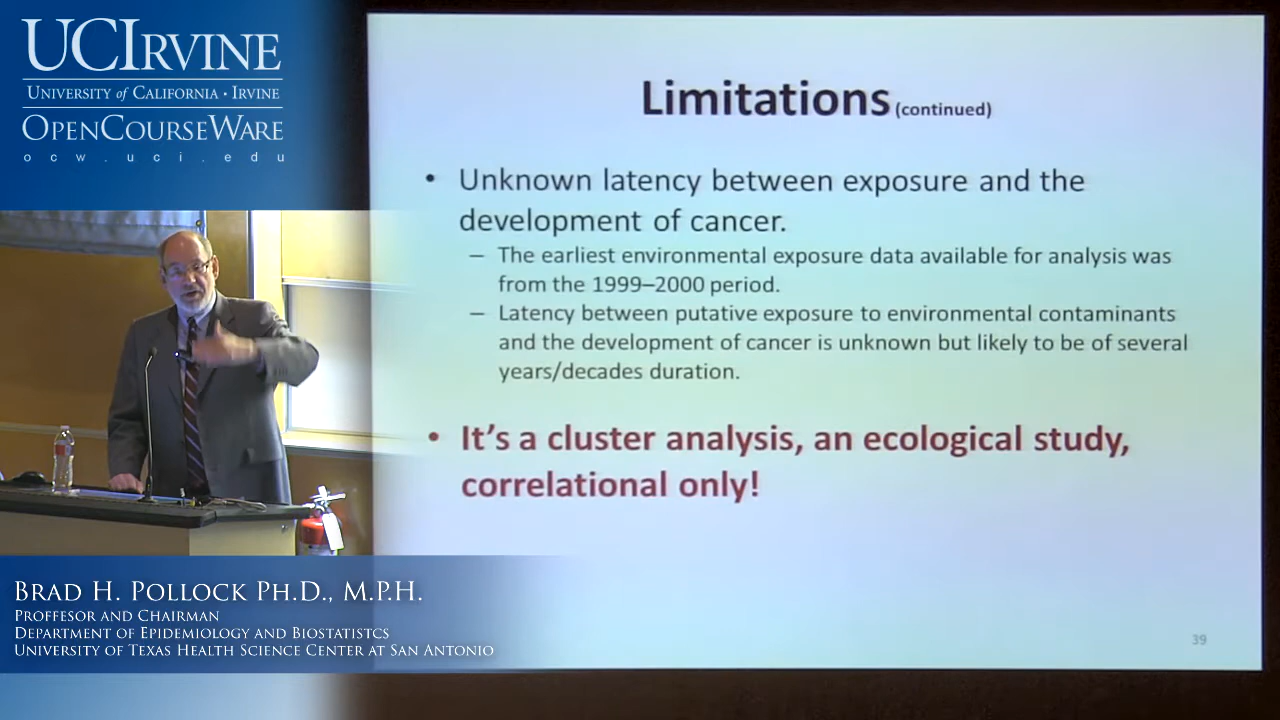 UCIRVINE
UNIVERSITY of CALIFORNIA · IRVINE
OPENCOURSEWARE
ocw.uci.edu
Limitations (continued)
• Unknown latency between exposure and the
development of cancer.
– The earliest environmental exposure data available for analysis was
from the 1999–2000 period.
– Latency between putative exposure to environmental contaminants
and the development of cancer is unknown but likely to be of several
years/decades duration.
• It's a cluster analysis, an ecological study,
correlational only!
39
BRAD H. POLLOCK PH.D., M.P.H.
PROFFESOR AND CHAIRMAN
DEPARTMENT OF EPIDEMIOLOGY AND BIOSTATISTCS
UNIVERSITY OF TEXAS HEALTH SCIENCE CENTER AT SAN ANTONIO